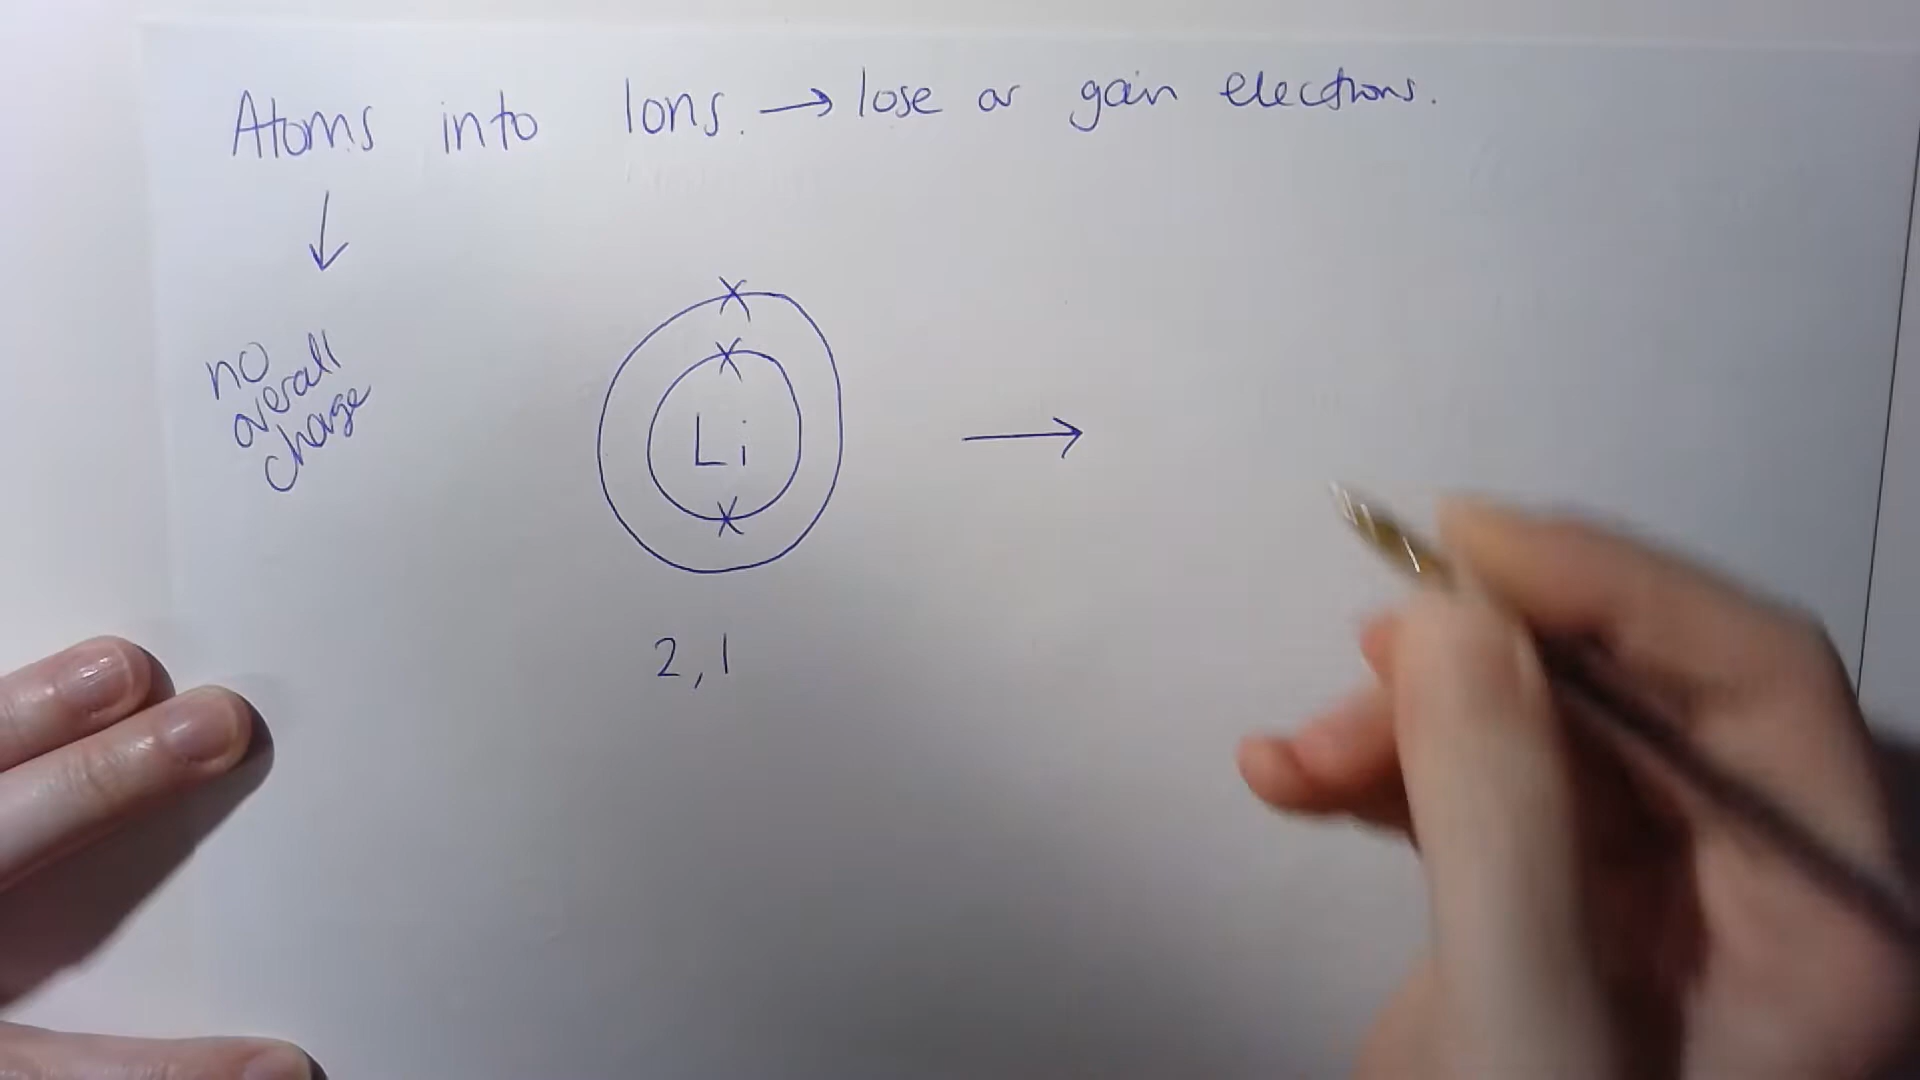 Atoms into Ions. → lose or gain electrons.
↓
no
overall
charge
Li
2,1